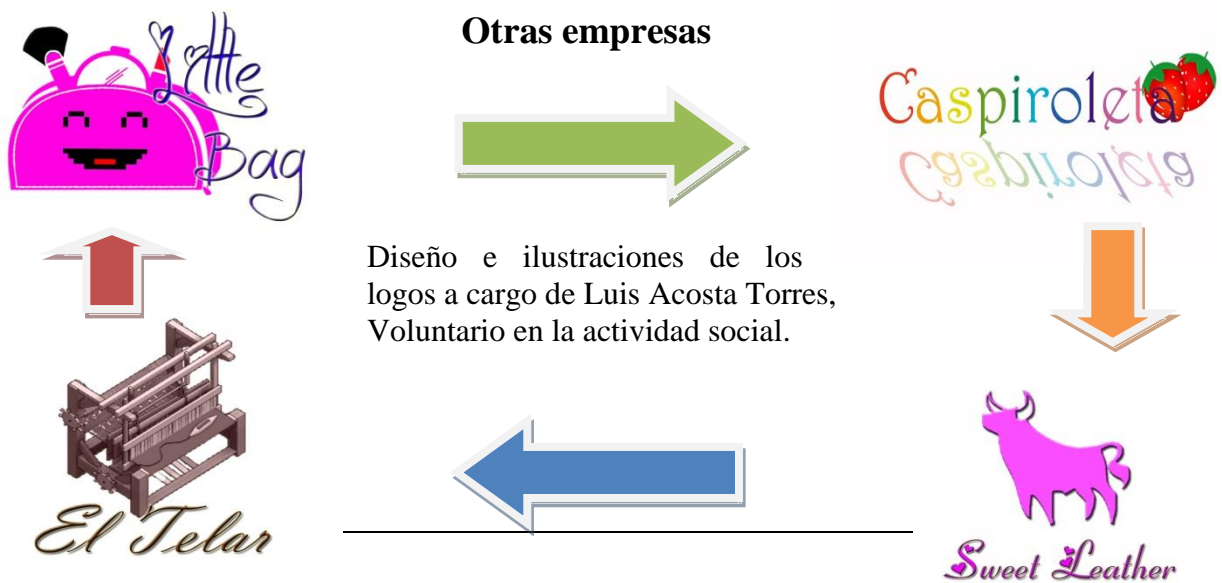 Otras empresas
Little
Bag
Caspiroleta
Caspiroleta
Diseño e ilustraciones de los
logos a cargo de Luis Acosta Torres,
Voluntario en la actividad social.
El Telar
Sweet Leather